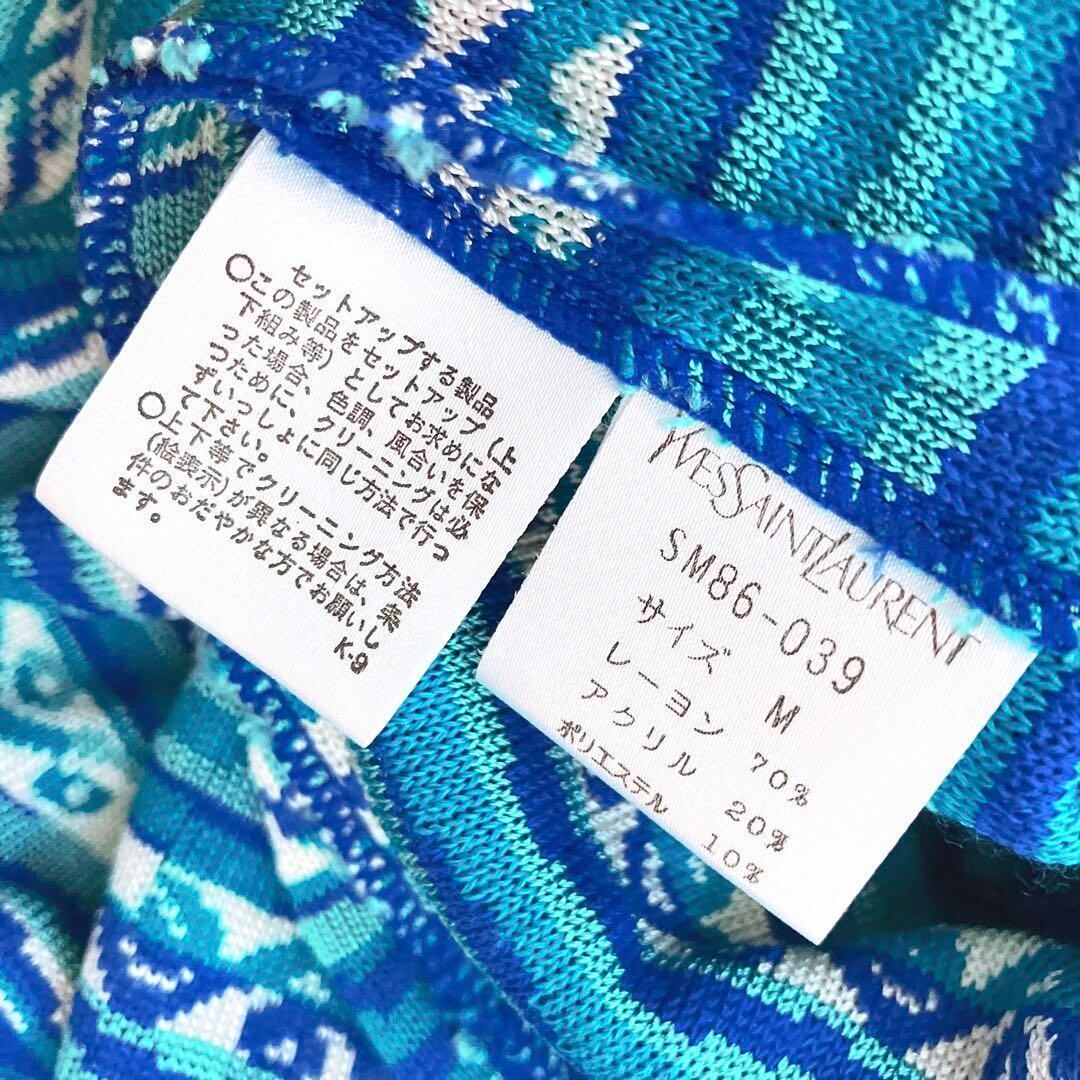 セットアップする製品
○この製品をセットアップ(上
下組み等)としてお求めにな
った場合、色調、風合いを保
つために、クリーニングは必
ずいっしょに同じ方法で行っ
て下さい。
○上下等でクリーニング方法
(絵表示)が異なる場合は、条
件のおだやかな方でお願いし
ます。
K-9
YVESSAINTLAURENT
SM86-039
サイズ M
レーヨン 70%
アクリル 20%
ポリエステル 10%